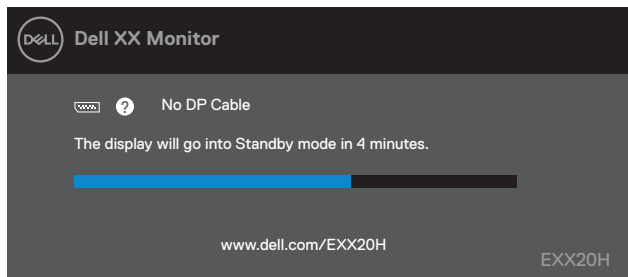 DELL Dell XX Monitor
No DP Cable
The display will go into Standby mode in 4 minutes.
www.dell.com/EXX20H
EXX20H